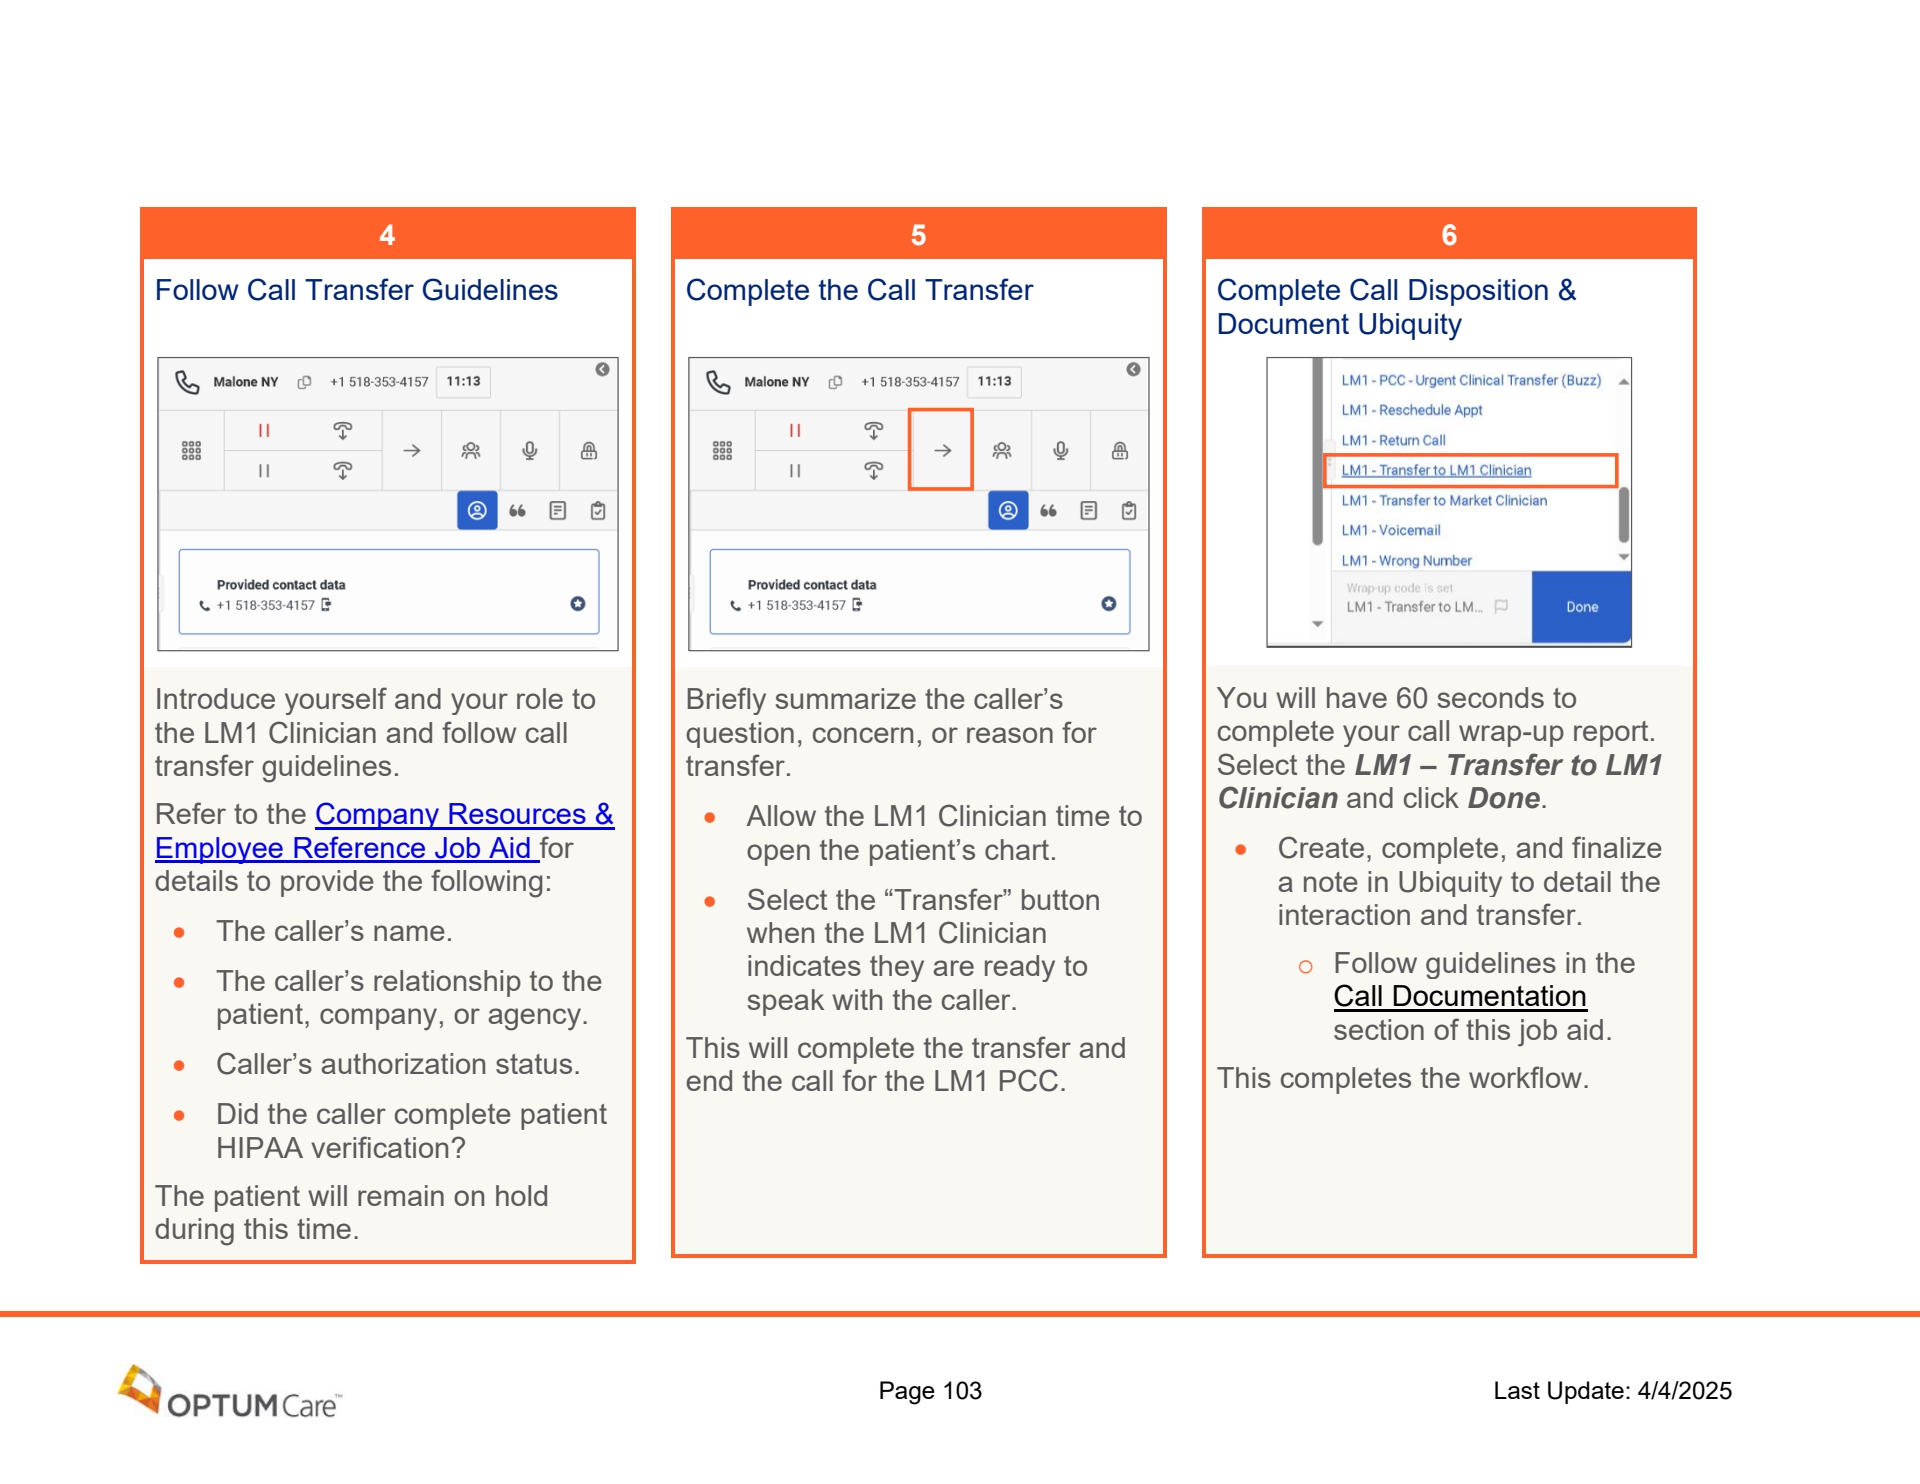 4
Follow Call Transfer Guidelines
Malone NY +1 518-353-4157 11:13
Provided contact data
+1 518-353-4157
Introduce yourself and your role to
the LM1 Clinician and follow call
transfer guidelines.
Refer to the Company Resources &
Employee Reference Job Aid for
details to provide the following:
• The caller’s name.
• The caller’s relationship to the
patient, company, or agency.
• Caller’s authorization status.
• Did the caller complete patient
HIPAA verification?
The patient will remain on hold
during this time.
5
Complete the Call Transfer
Malone NY +1 518-353-4157 11:13
Provided contact data
+1 518-353-4157
Briefly summarize the caller’s
question, concern, or reason for
transfer.
• Allow the LM1 Clinician time to
open the patient’s chart.
• Select the “Transfer” button
when the LM1 Clinician
indicates they are ready to
speak with the caller.
This will complete the transfer and
end the call for the LM1 PCC.
6
Complete Call Disposition &
Document Ubiquity
LM1 - PCC - Urgent Clinical Transfer (Buzz)
LM1 - Reschedule Appt
LM1 - Return Call
LM1 - Transfer to LM1 Clinician
LM1 - Transfer to Market Clinician
LM1 - Voicemail
LM1 - Wrong Number
Wrap-up code is set
LM1 - Transfer to LM...
Done
You will have 60 seconds to
complete your call wrap-up report.
Select the LM1 – Transfer to LM1
Clinician and click Done.
• Create, complete, and finalize
a note in Ubiquity to detail the
interaction and transfer.
o Follow guidelines in the
Call Documentation
section of this job aid.
This completes the workflow.
OPTUMCare™
Page 103
Last Update: 4/4/2025